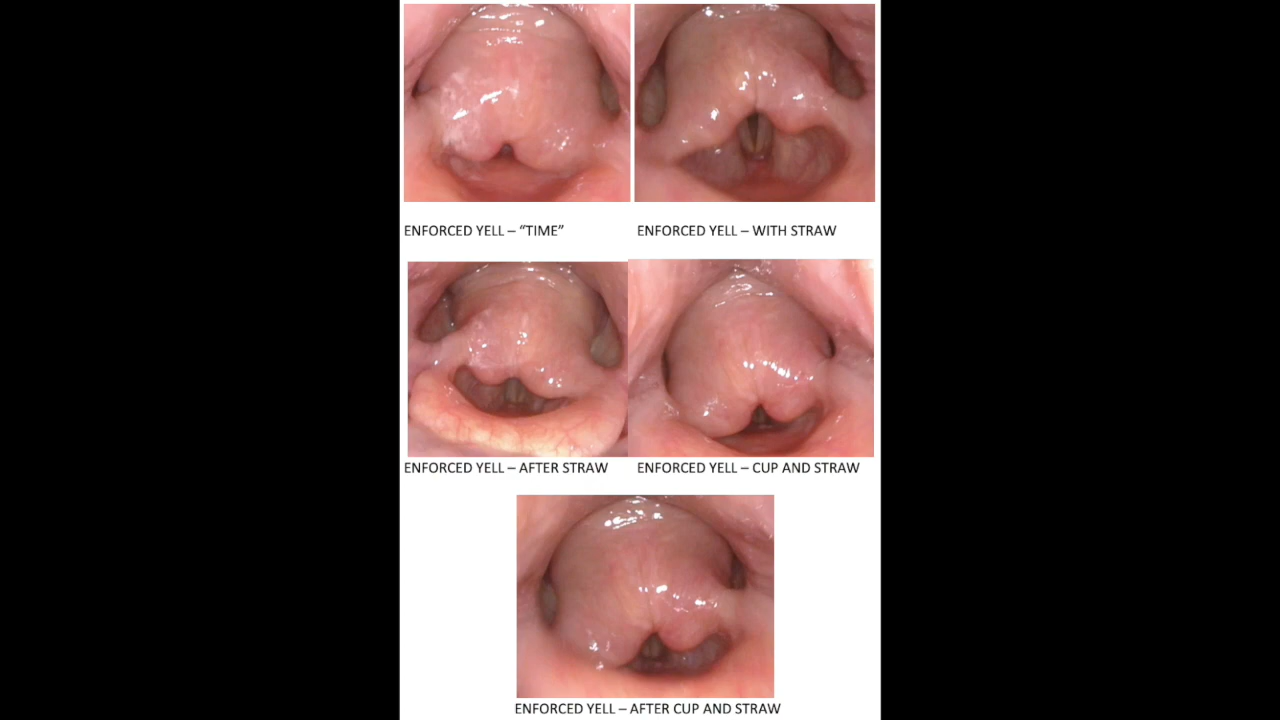 ENFORCED YELL – “TIME”
ENFORCED YELL – WITH STRAW
ENFORCED YELL – AFTER STRAW
ENFORCED YELL – CUP AND STRAW
ENFORCED YELL – AFTER CUP AND STRAW